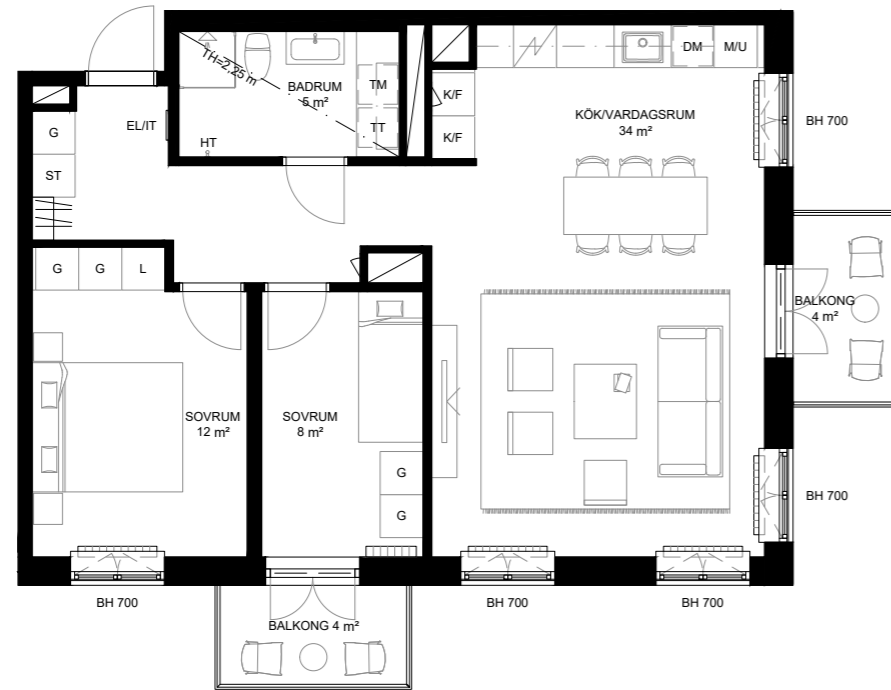 TH=2,25 m
BADRUM
5 m²
TM
TT
HT
EL/IT
G
ST
K/F
K/F
DM
M/U
KÖK/VARDAGSRUM
34 m²
BH 700
BALKONG
4 m²
G
G
L
SOVRUM
12 m²
SOVRUM
8 m²
G
G
BH 700
BH 700
BALKONG 4 m²
BH 700
BH 700